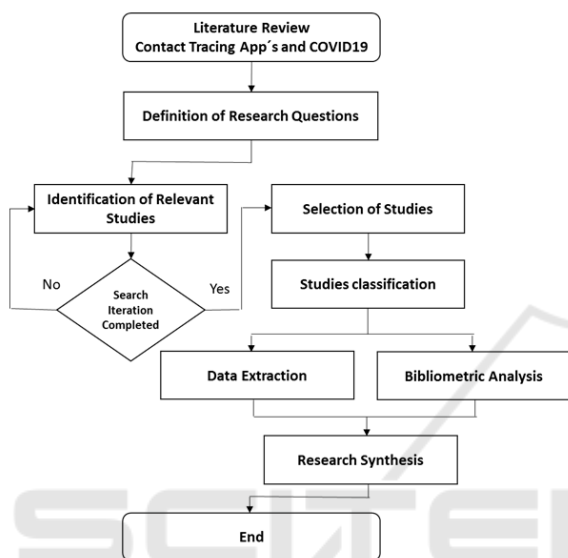 Literature Review
Contact Tracing App´s and COVID19
Definition of Research Questions
Identification of Relevant
Studies
No
Search
Iteration
Completed
Yes
Selection of Studies
Studies classification
Data Extraction
Bibliometric Analysis
Research Synthesis
End